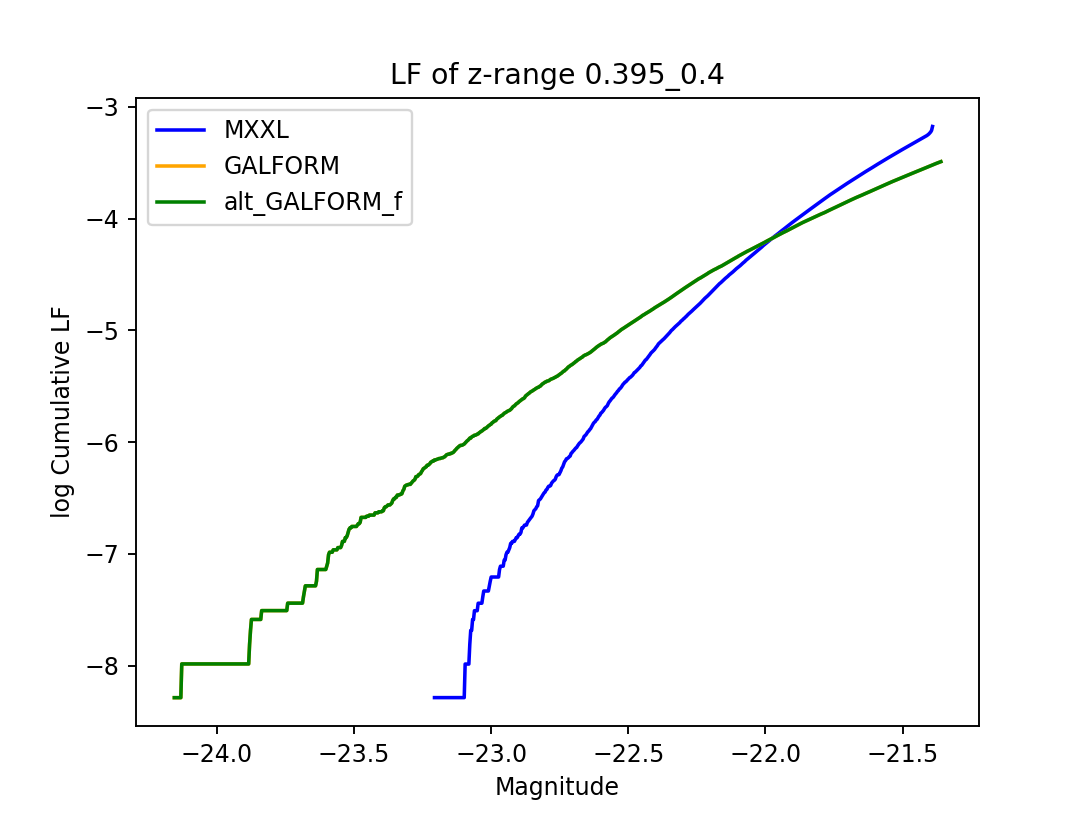 LF of z-range 0.395_0.4
−3
MXXL
GALFORM
alt_GALFORM_f
−4
−5
−6
−7
−8
log Cumulative LF
−24.0
−23.5
−23.0
−22.5
−22.0
−21.5
Magnitude